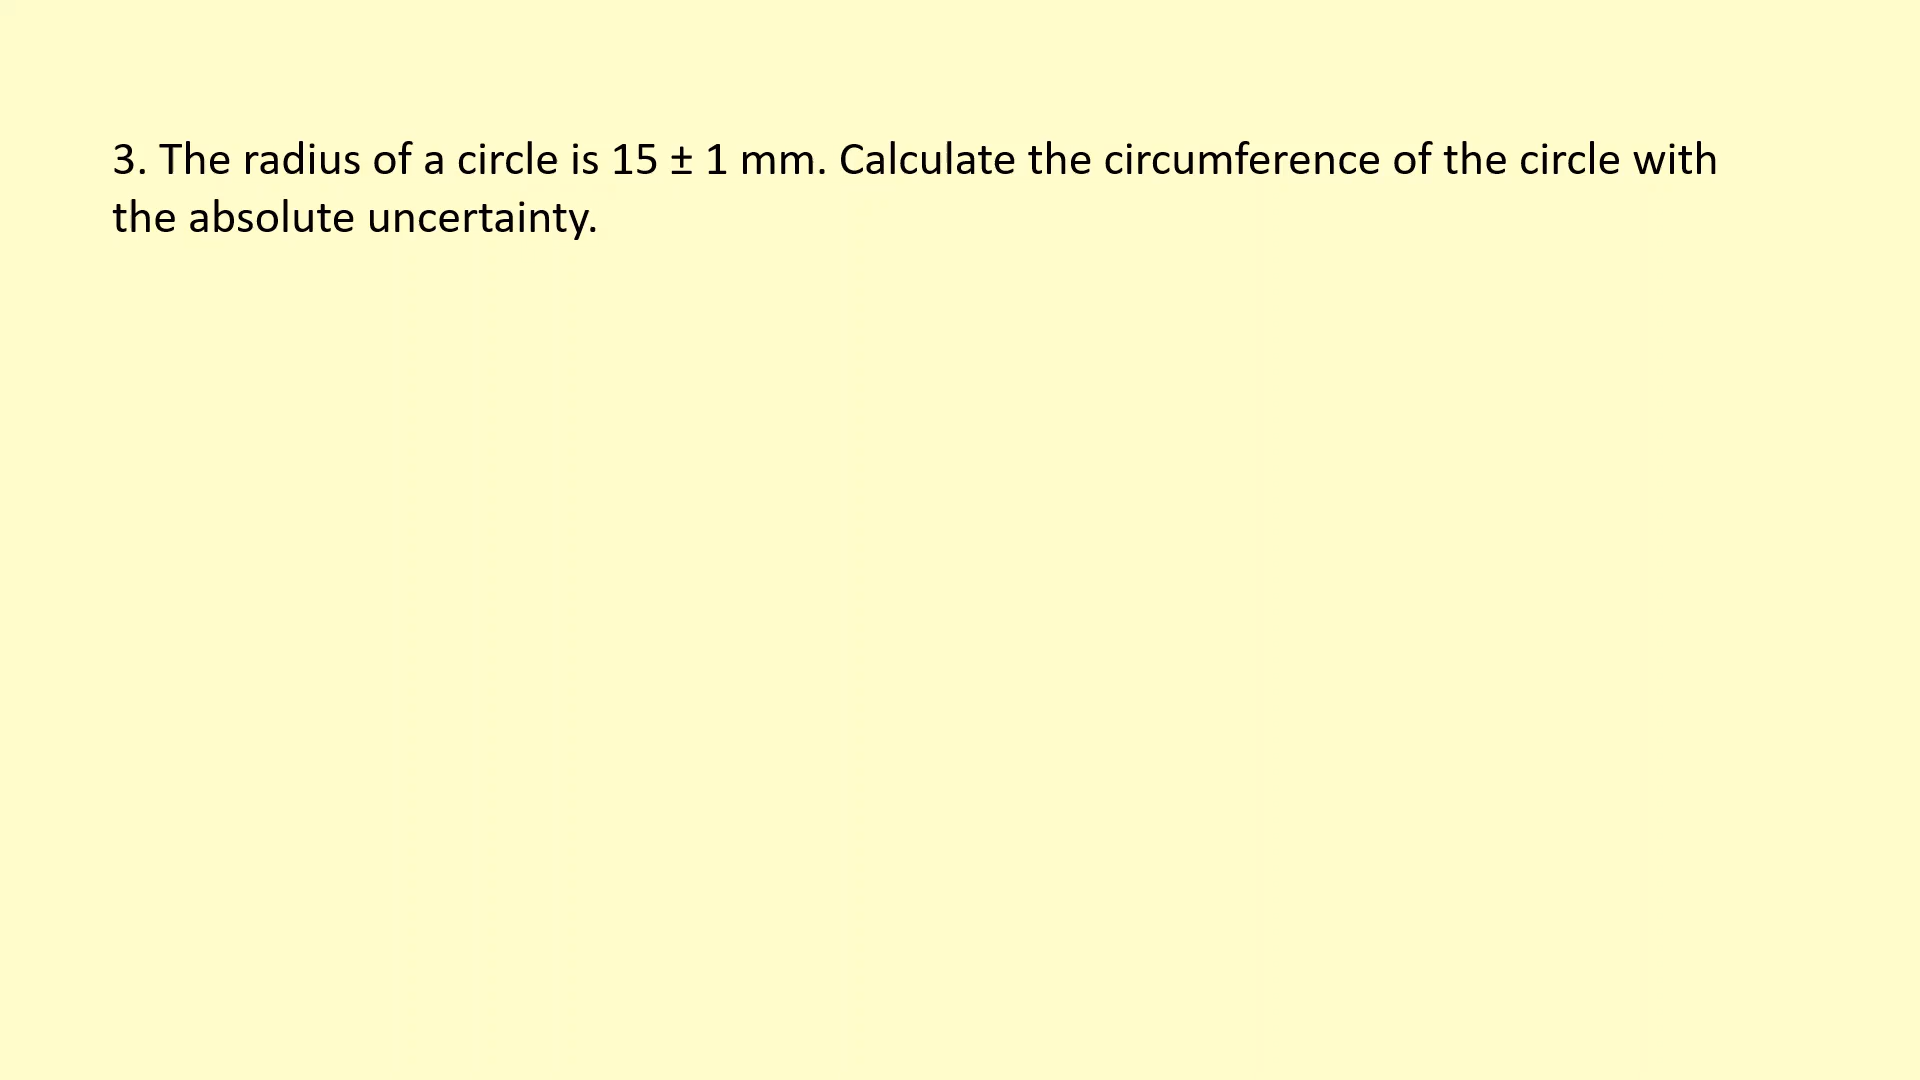 3. The radius of a circle is 15 ± 1 mm. Calculate the circumference of the circle with
the absolute uncertainty.